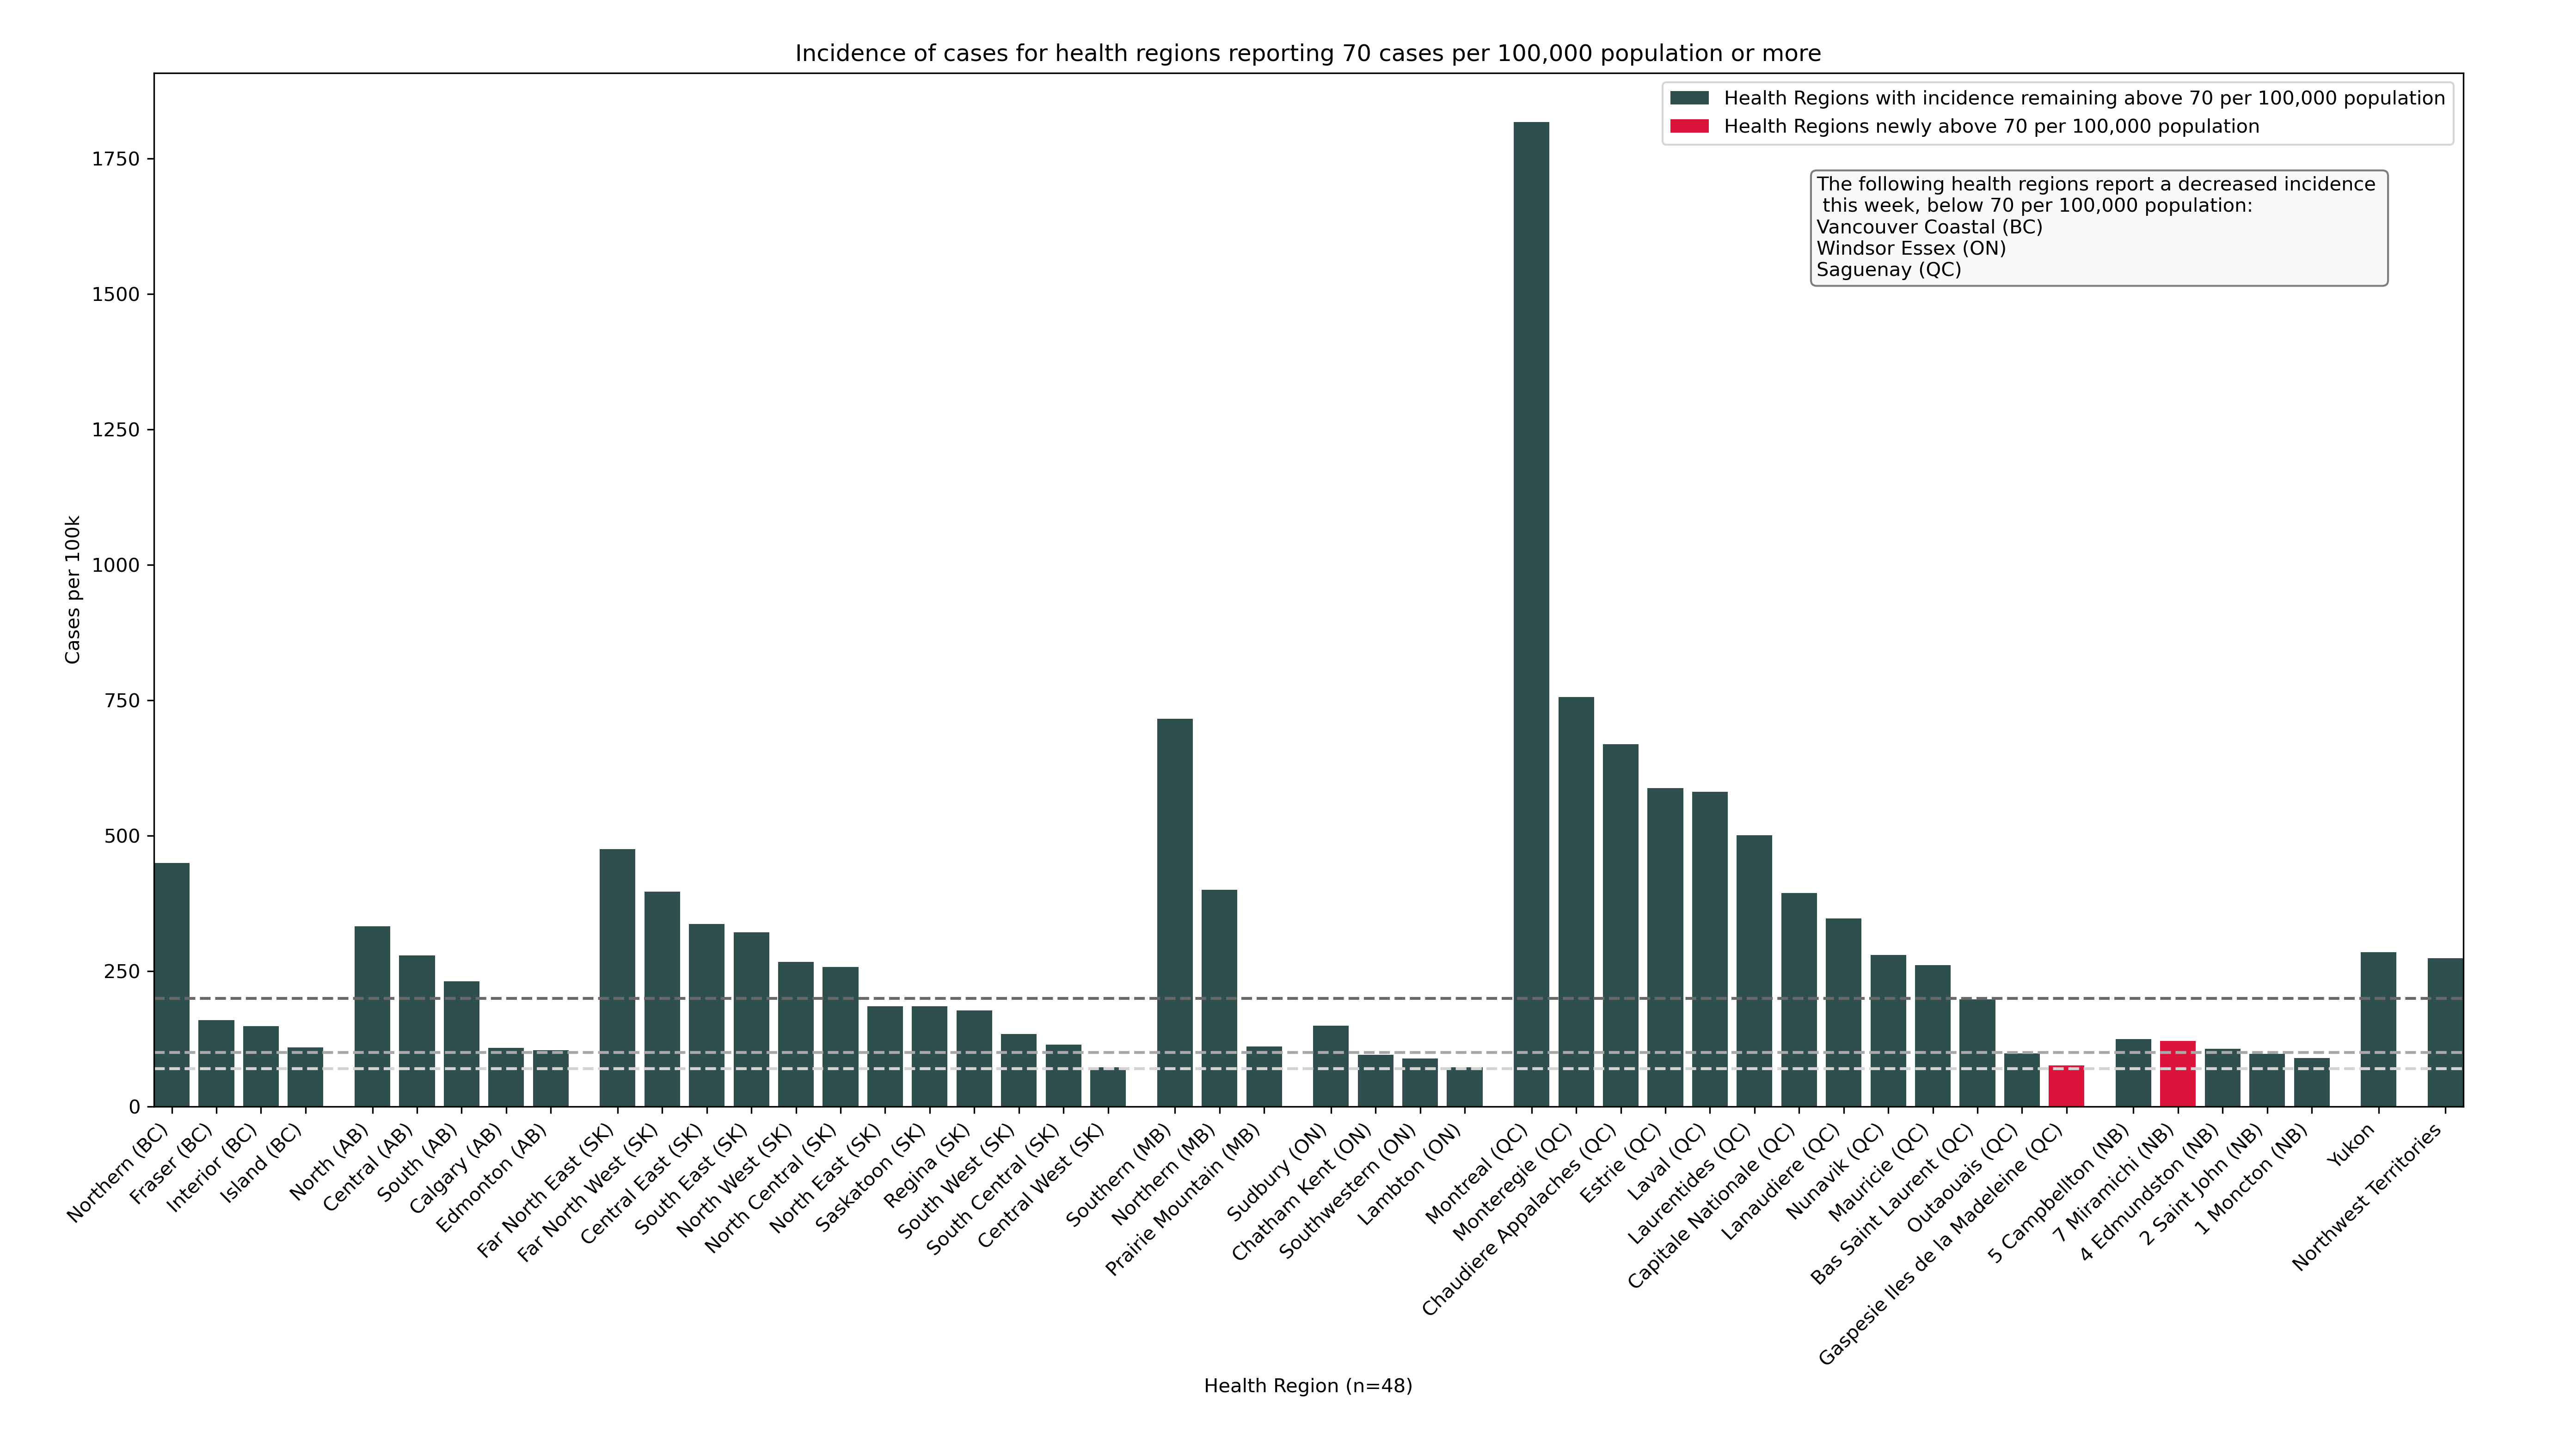 Incidence of cases for health regions reporting 70 cases per 100,000 population or more
Health Regions with incidence remaining above 70 per 100,000 population
Health Regions newly above 70 per 100,000 population
The following health regions report a decreased incidence
this week, below 70 per 100,000 population:
Vancouver Coastal (BC)
Windsor Essex (ON)
Saguenay (QC)
Cases per 100k
1750
1500
1250
1000
750
500
250
0
Northern (BC)
Fraser (BC)
Interior (BC)
Island (BC)
North (AB)
Central (AB)
South (AB)
Calgary (AB)
Edmonton (AB)
Far North East (SK)
Far North West (SK)
Central East (SK)
South East (SK)
North West (SK)
North Central (SK)
North East (SK)
Saskatoon (SK)
Regina (SK)
South West (SK)
South Central (SK)
Central West (SK)
Southern (MB)
Northern (MB)
Prairie Mountain (MB)
Sudbury (ON)
Chatham Kent (ON)
Southwestern (ON)
Lambton (ON)
Montreal (QC)
Monteregie (QC)
Chaudiere Appalaches (QC)
Estrie (QC)
Laval (QC)
Laurentides (QC)
Capitale Nationale (QC)
Lanaudiere (QC)
Nunavik (QC)
Mauricie (QC)
Bas Saint Laurent (QC)
Outaouais (QC)
Gaspesie Iles de la Madeleine (QC)
5 Campbellton (NB)
7 Miramichi (NB)
4 Edmundston (NB)
2 Saint John (NB)
1 Moncton (NB)
Yukon
Northwest Territories
Health Region (n=48)